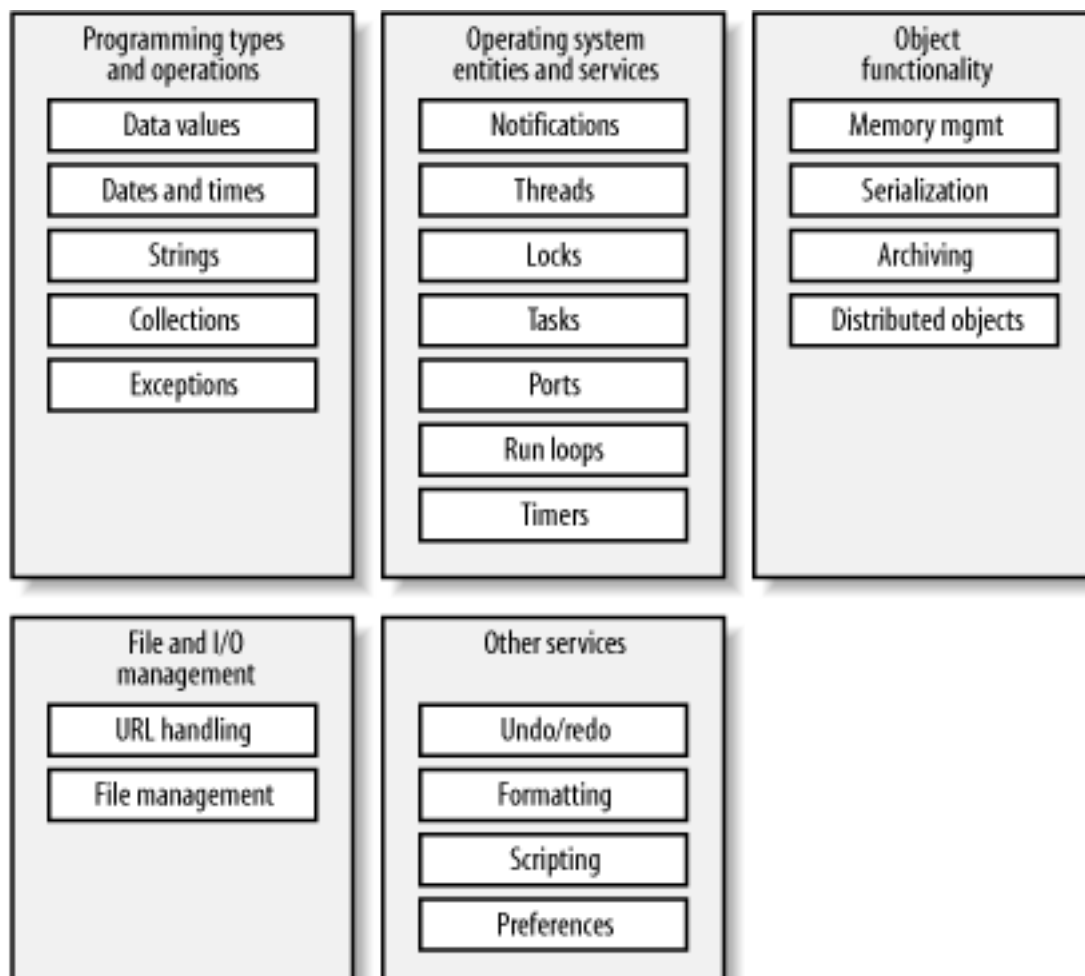 Programming types
and operations
Data values
Dates and times
Strings
Collections
Exceptions
Operating system
entities and services
Notifications
Threads
Locks
Tasks
Ports
Run loops
Timers
Object
functionality
Memory mgmt
Serialization
Archiving
Distributed objects
File and I/O
management
URL handling
File management
Other services
Undo/redo
Formatting
Scripting
Preferences